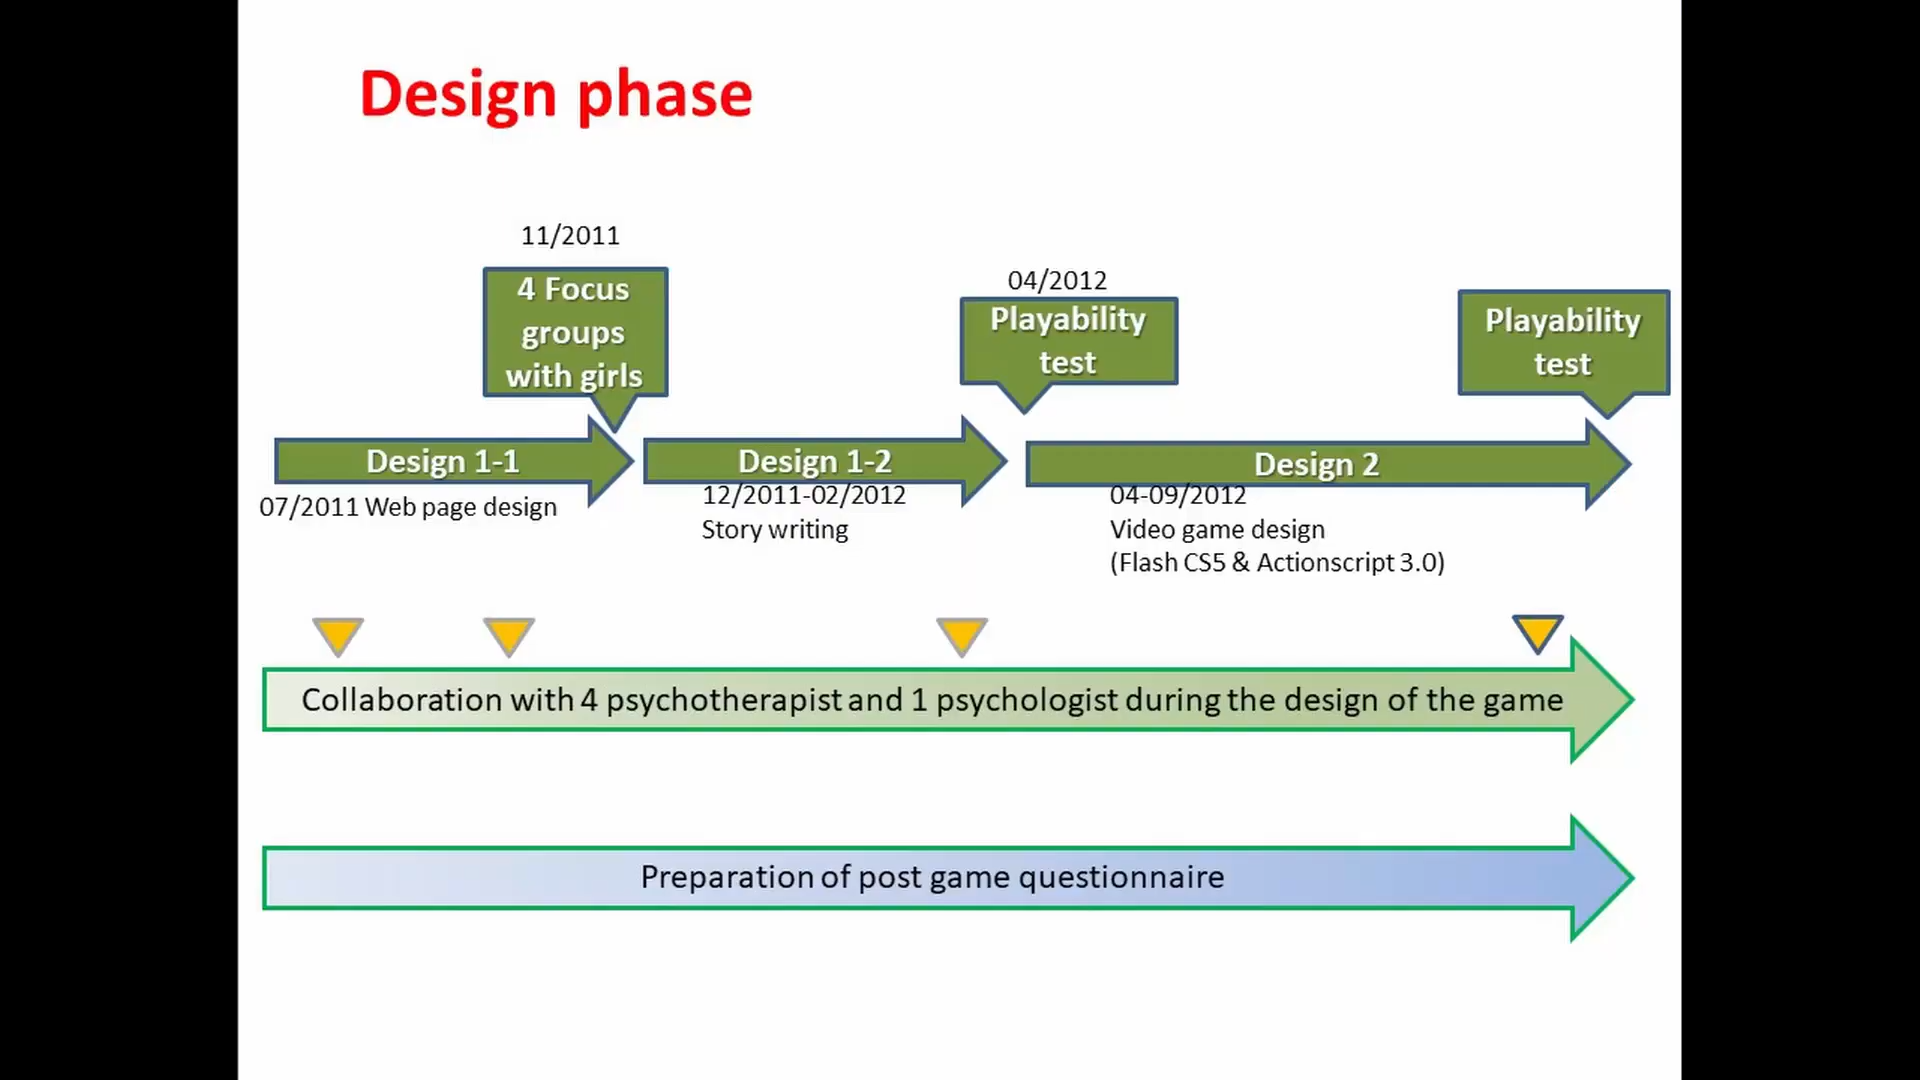 Design phase
11/2011
4 Focus
groups
with girls
04/2012
Playability
test
Playability
test
Design 1-1
Design 1-2
Design 2
07/2011 Web page design
12/2011-02/2012
Story writing
04-09/2012
Video game design
(Flash CS5 & Actionscript 3.0)
Collaboration with 4 psychotherapist and 1 psychologist during the design of the game
Preparation of post game questionnaire